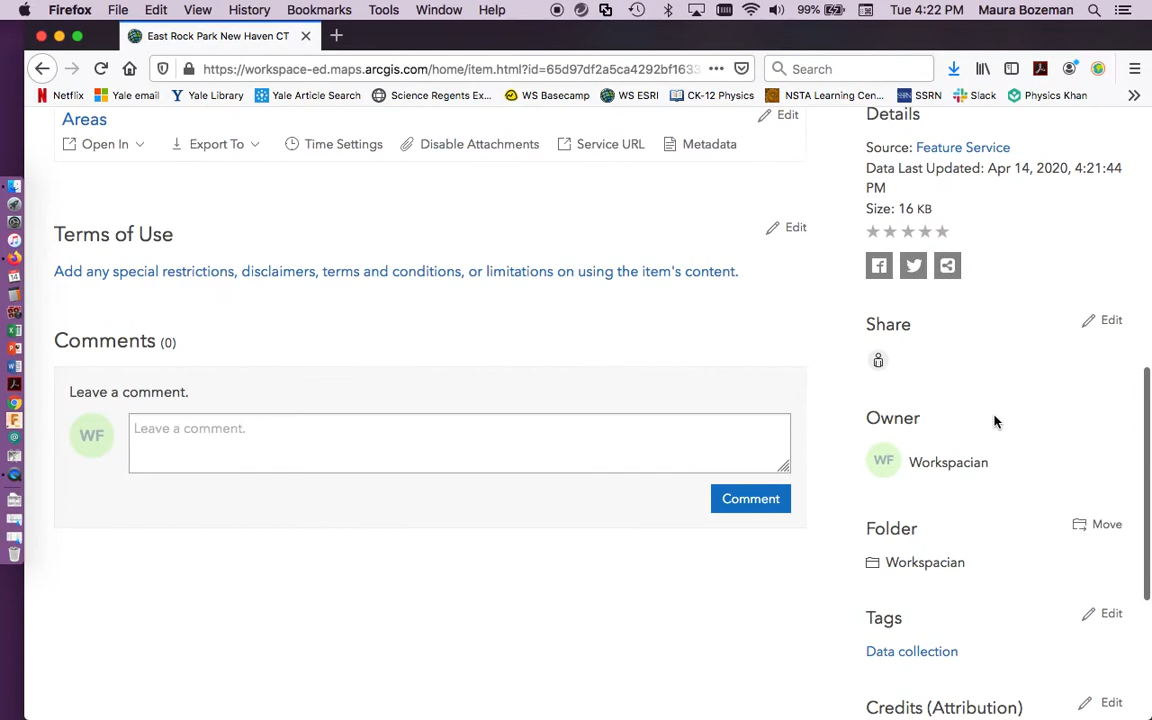 Firefox File Edit View History Bookmarks Tools Window Help 99% Tue 4:22 PM Maura Bozeman
East Rock Park New Haven CT
https://workspace-ed.maps.arcgis.com/home/item.html?id=65d97df2a5ca4292bf1633 Search
Netflix Yale email Yale Library Yale Article Search Science Regents Ex... WS Basecamp WS ESRI CK-12 Physics NSTA Learning Cen... SSRN Slack Physics Khan
Areas Edit
Open In Export To Time Settings Disable Attachments Service URL Metadata
Terms of Use Edit
Add any special restrictions, disclaimers, terms and conditions, or limitations on using the item's content.
Comments (0)
Leave a comment.
WF Leave a comment.
Comment
Details
Source: Feature Service
Data Last Updated: Apr 14, 2020, 4:21:44
PM
Size: 16 KB
Share Edit
Owner
WF Workspacian
Folder Move
Workspacian
Tags Edit
Data collection
Credits (Attribution) Edit